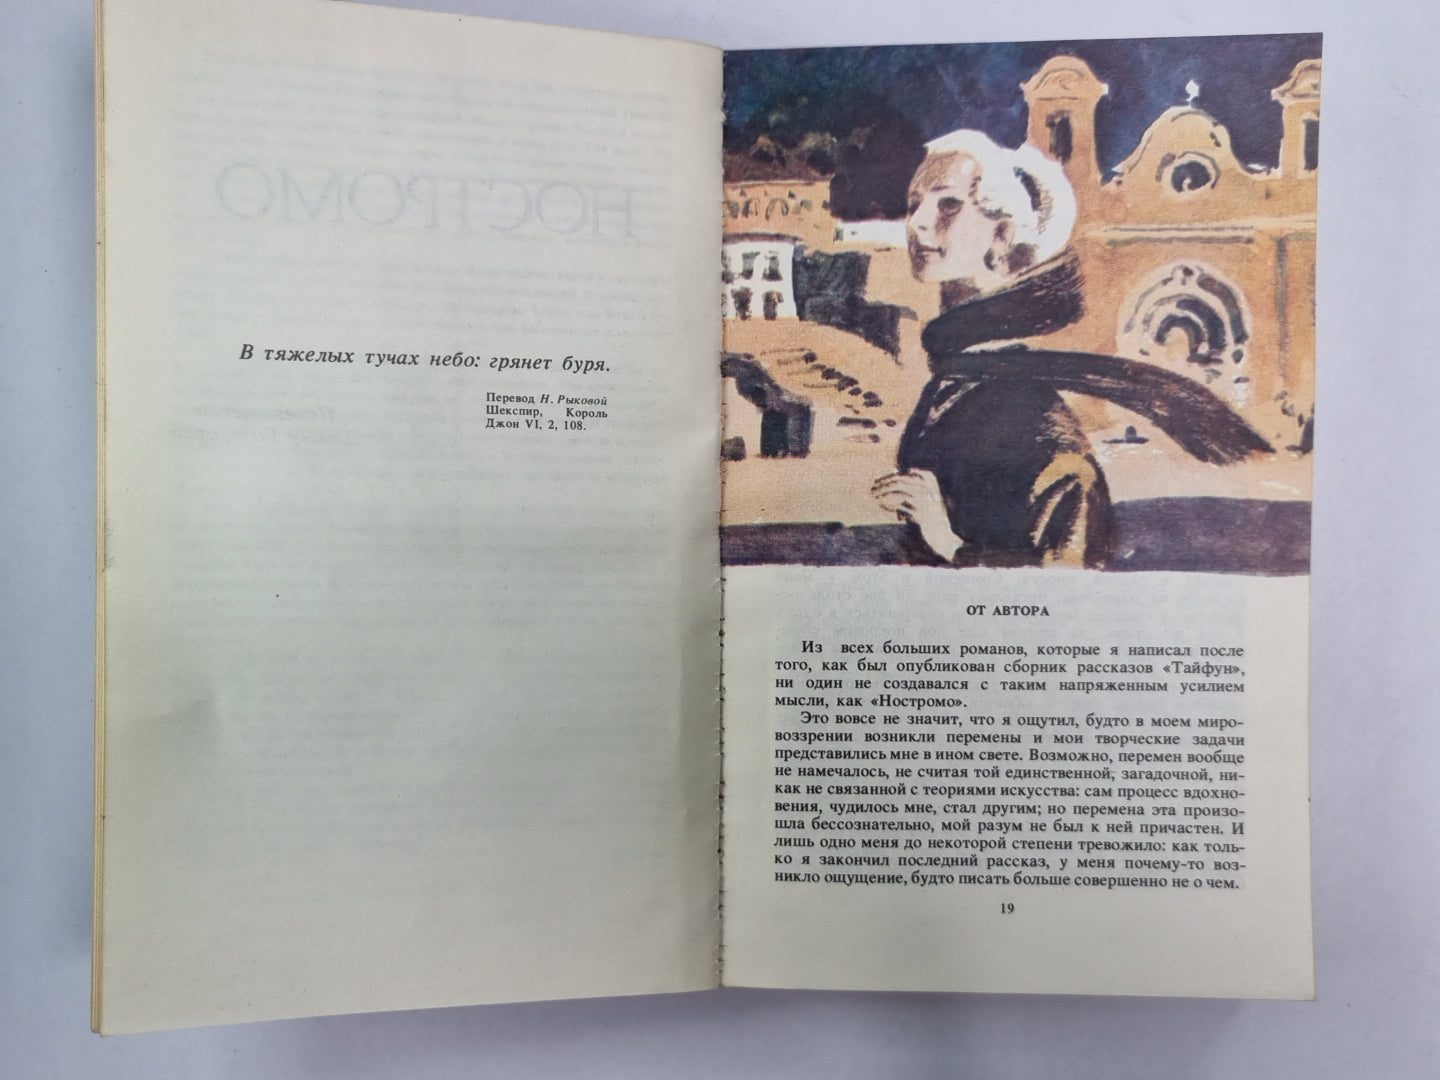 НОСТРОМО
В тяжелых тучах небо: грянет буря.
Перевод Н. Рыковой
Шекспир, Король
Джон VI, 2, 108.
ОТ АВТОРА
Из всех больших романов, которые я написал после
того, как был опубликован сборник рассказов «Тайфун»,
ни один не создавался с таким напряженным усилием
мысли, как «Ностромо».
Это вовсе не значит, что я ощутил, будто в моем миро-
воззрении возникли перемены и мои творческие задачи
представились мне в ином свете. Возможно, перемен вообще
не намечалось, не считая той единственной, загадочной, ни-
как не связанной с теориями искусства: сам процесс вдохно-
вения, чудилось мне, стал другим; но перемена эта произо-
шла бессознательно, мой разум не был к ней причастен. И
лишь одно меня до некоторой степени тревожило: как толь-
ко я закончил последний рассказ, у меня почему-то воз-
никло ощущение, будто писать больше совершенно не о чем.
19